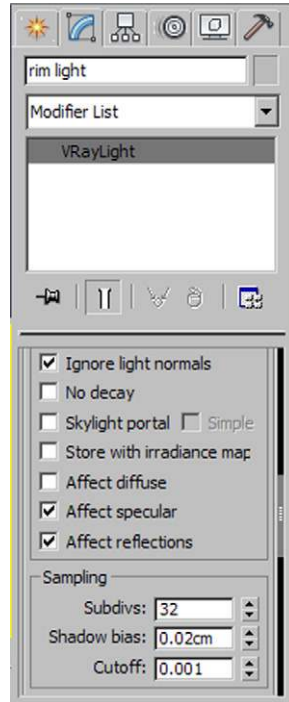 rim light
Modifier List
VRayLight
Ignore light normals
No decay
Skylight portal Simple
Store with irradiance map
Affect diffuse
Affect specular
Affect reflections
Sampling
Subdivs: 32
Shadow bias: 0.02cm
Cutoff: 0.001